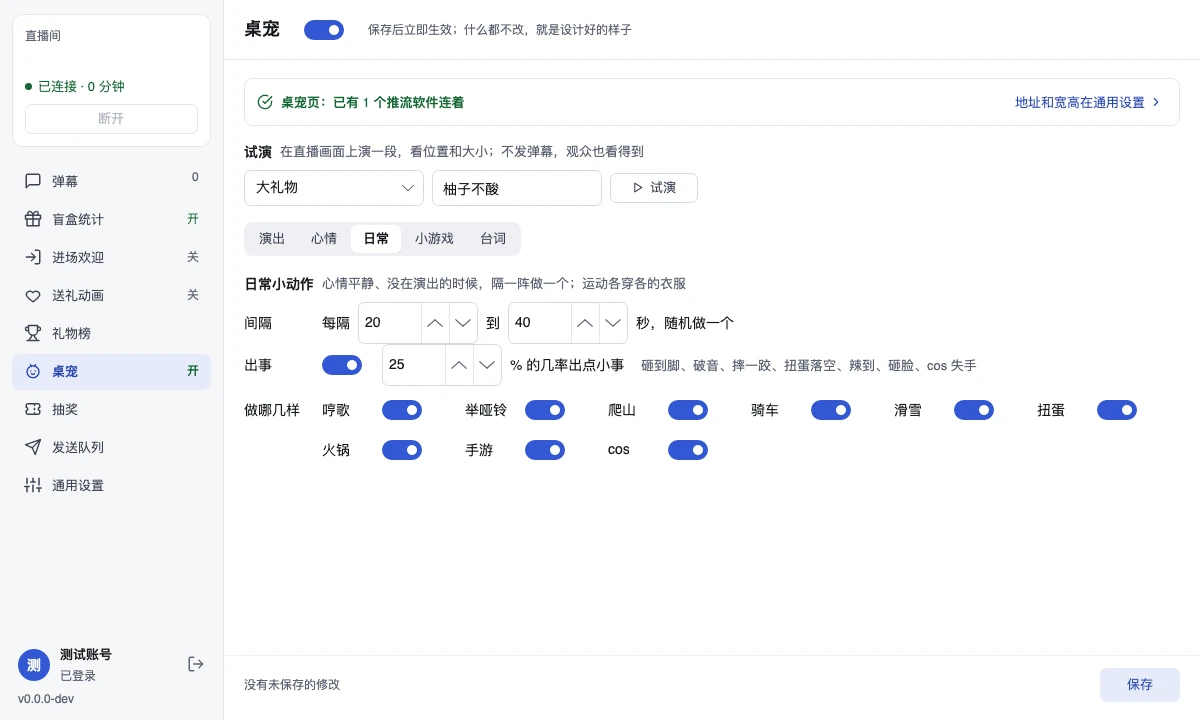 直播间
已连接 · 0 分钟
断开
弹幕 0
盲盒统计 开
进场欢迎 关
送礼动画 关
礼物榜
桌宠 开
抽奖
发送队列
通用设置
测 测试账号
已登录
v0.0.0-dev
桌宠 保存后立即生效；什么都不改，就是设计好的样子
桌宠页：已有 1 个推流软件连着 地址和宽高在通用设置
试演 在直播画面上演一段，看位置和大小；不发弹幕，观众也看得到
大礼物 柚子不酸 试演
演出 心情 日常 小游戏 台词
日常小动作 心情平静、没在演出的时候，隔一阵做一个；运动各穿各的衣服
间隔 每隔 20 到 40 秒，随机做一个
出事 25 % 的几率出点小事 砸到脚、破音、摔一跤、扭蛋落空、辣到、砸脸、cos 失手
做哪几样 哼歌 举哑铃 爬山 骑车 滑雪 扭蛋
火锅 手游 cos
没有未保存的修改 保存